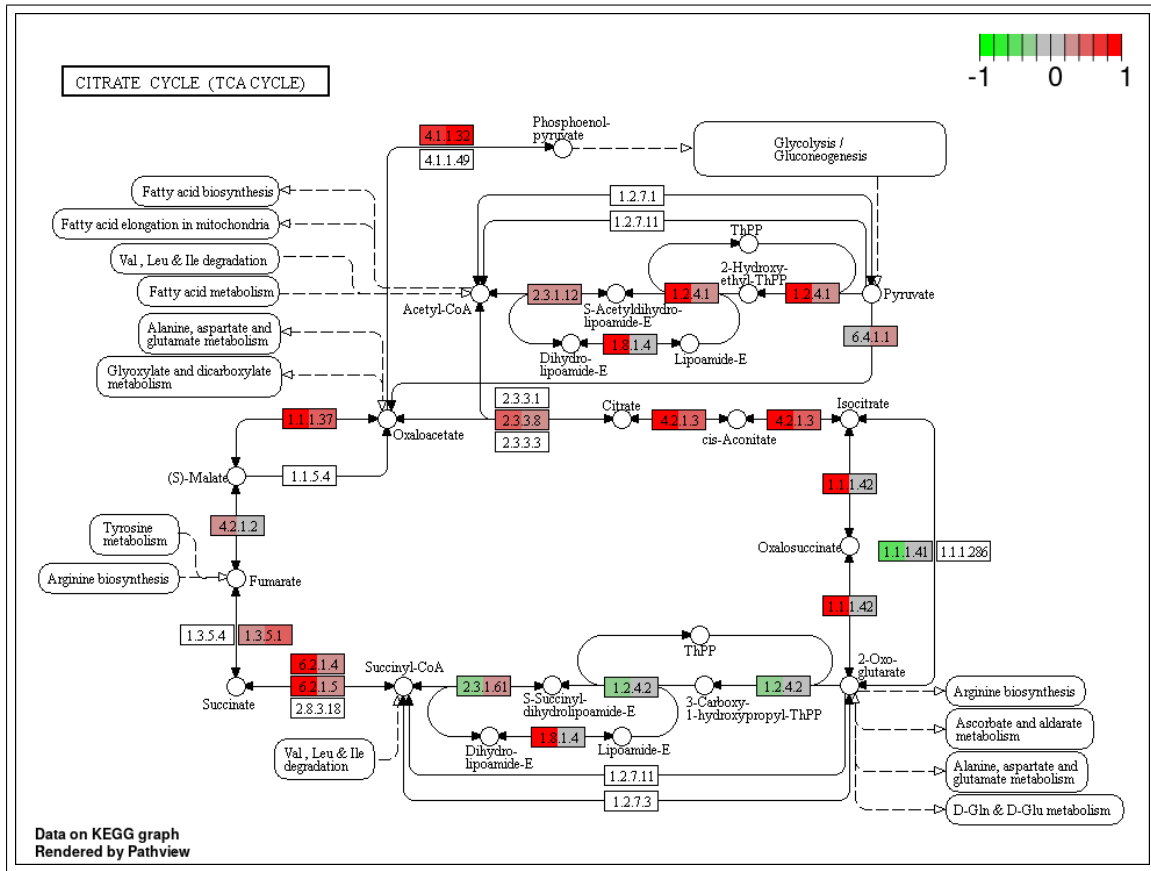 -1
0
1
CITRATE CYCLE (TCA CYCLE)
4.1.1.32
4.1.1.49
Phosphoenol-
pyruvate
Glycolysis /
Gluconeogenesis
Fatty acid biosynthesis
Fatty acid elongation in mitochondria
Val , Leu & Ile degradation
Fatty acid metabolism
Alanine, aspartate and
glutamate metabolism
Glyoxylate and dicarboxylate
metabolism
1.2.7.1
1.2.7.11
ThPP
2-Hydroxy-
ethyl-ThPP
Acetyl-CoA
2.3.1.12
S-Acetyldihydro-
lipoamide-E
1.2.4.1
1.2.4.1
Pyruvate
Dihydro-
lipoamide-E
1.8.1.4
Lipoamide-E
6.4.1.1
1.1.1.37
Oxaloacetate
2.3.3.1
2.3.3.8
2.3.3.3
Citrate
4.2.1.3
cis-Aconitate
4.2.1.3
Isocitrate
(S)-Malate
1.1.5.4
1.1.1.42
4.2.1.2
Tyrosine
metabolism
Arginine biosynthesis
Fumarate
Oxalosuccinate
1.1.1.41
1.1.1.286
1.1.1.42
1.3.5.4
1.3.5.1
6.2.1.4
6.2.1.5
2.8.3.18
Succinate
Succinyl-CoA
2.3.1.61
S-Succinyl-
dihydrolipoamide-E
1.2.4.2
ThPP
3-Carboxy-
1-hydroxypropyl-ThPP
1.2.4.2
2-Oxo-
glutarate
Val , Leu & Ile
degradation
Dihydro-
lipoamide-E
1.8.1.4
Lipoamide-E
1.2.7.11
1.2.7.3
Arginine biosynthesis
Ascorbate and aldarate
metabolism
Alanine, aspartate and
glutamate metabolism
D-Gln & D-Glu metabolism
Data on KEGG graph
Rendered by Pathview